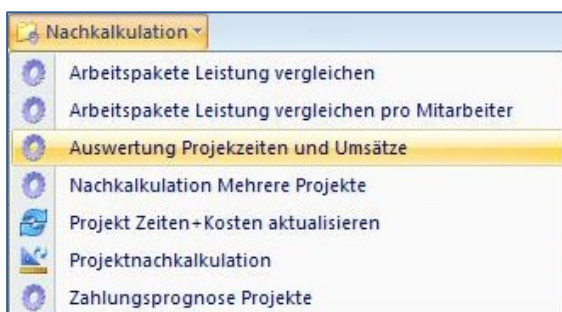 Nachkalkulation
Arbeitspakete Leistung vergleichen
Arbeitspakete Leistung vergleichen pro Mitarbeiter
Auswertung Projekzeiten und Umsätze
Nachkalkulation Mehrere Projekte
Projekt Zeiten+Kosten aktualisieren
Projektnachkalkulation
Zahlungsprognose Projekte